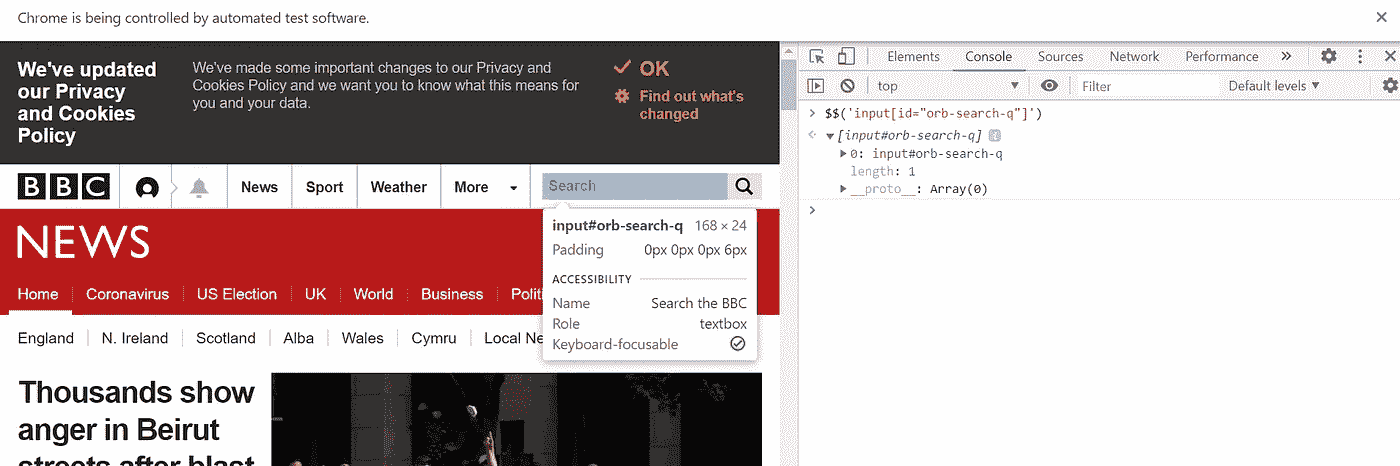 Chrome is being controlled by automated test software.
We've updated our Privacy and Cookies Policy
We've made some important changes to our Privacy and
Cookies Policy and we want you to know what this means for
you and your data.
OK
Find out what's
changed
BBC
News
Sport
Weather
More
Search
input#orb-search-q 168 × 24
Padding 0px 0px 0px 6px
ACCESSIBILITY
Name Search the BBC
Role textbox
Keyboard-focusable
NEWS
Home
Coronavirus
US Election
UK
World
Business
Politi
England
N. Ireland
Scotland
Alba
Wales
Cymru
Local Ne
Thousands show
anger in Beirut
streets after blast
Elements
Console
Sources
Network
Performance
top
Filter
Default levels
$$('input[id="orb-search-q"]')
[input#orb-search-q]
0: input#orb-search-q
length: 1
__proto__: Array(0)